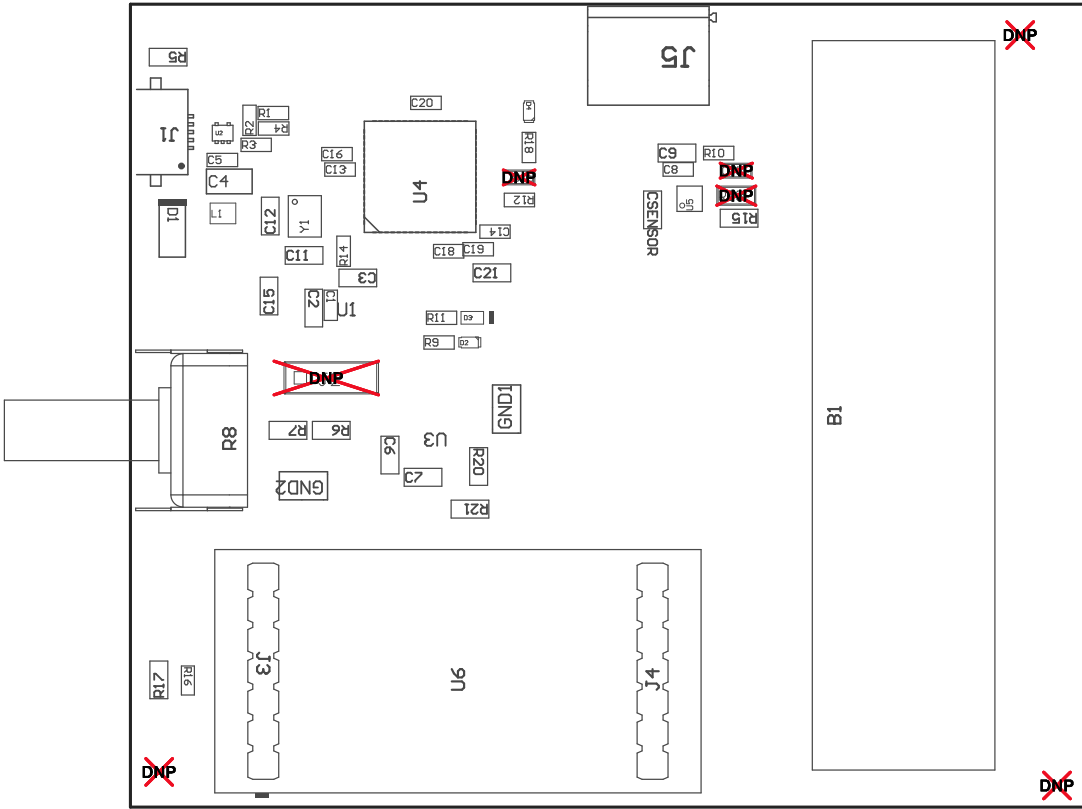 DNP
J5
R5
C20
D4
R1
R2
R4
J1
U2
R3
R18
C16
C9
R10
C5
C13
C8
DNP
DNP
C4
U4
DNP
R12
CSENSOR
U5
L1
D1
C12
Y1
R15
C14
C11
R14
C18
C19
C3
C21
C15
C2
C1
U1
R11
D3
R9
D2
DNP
GND1
B1
R8
R7
R6
C6
U3
R20
C7
GND2
R21
J3
U6
J4
R17
R16
DNP
DNP